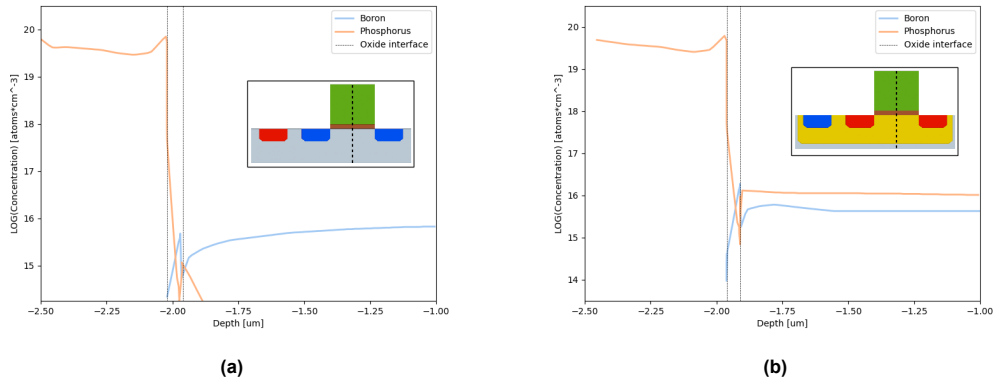 Boron
Phosphorus
Oxide interface
LOG(Concentration) [atoms*cm^-3]
20
19
18
17
16
15
−2.50
−2.25
−2.00
−1.75
−1.50
−1.25
−1.00
Depth [um]
(a)
Boron
Phosphorus
Oxide interface
LOG(Concentration) [atoms*cm^-3]
20
19
18
17
16
15
14
−2.50
−2.25
−2.00
−1.75
−1.50
−1.25
−1.00
Depth [um]
(b)